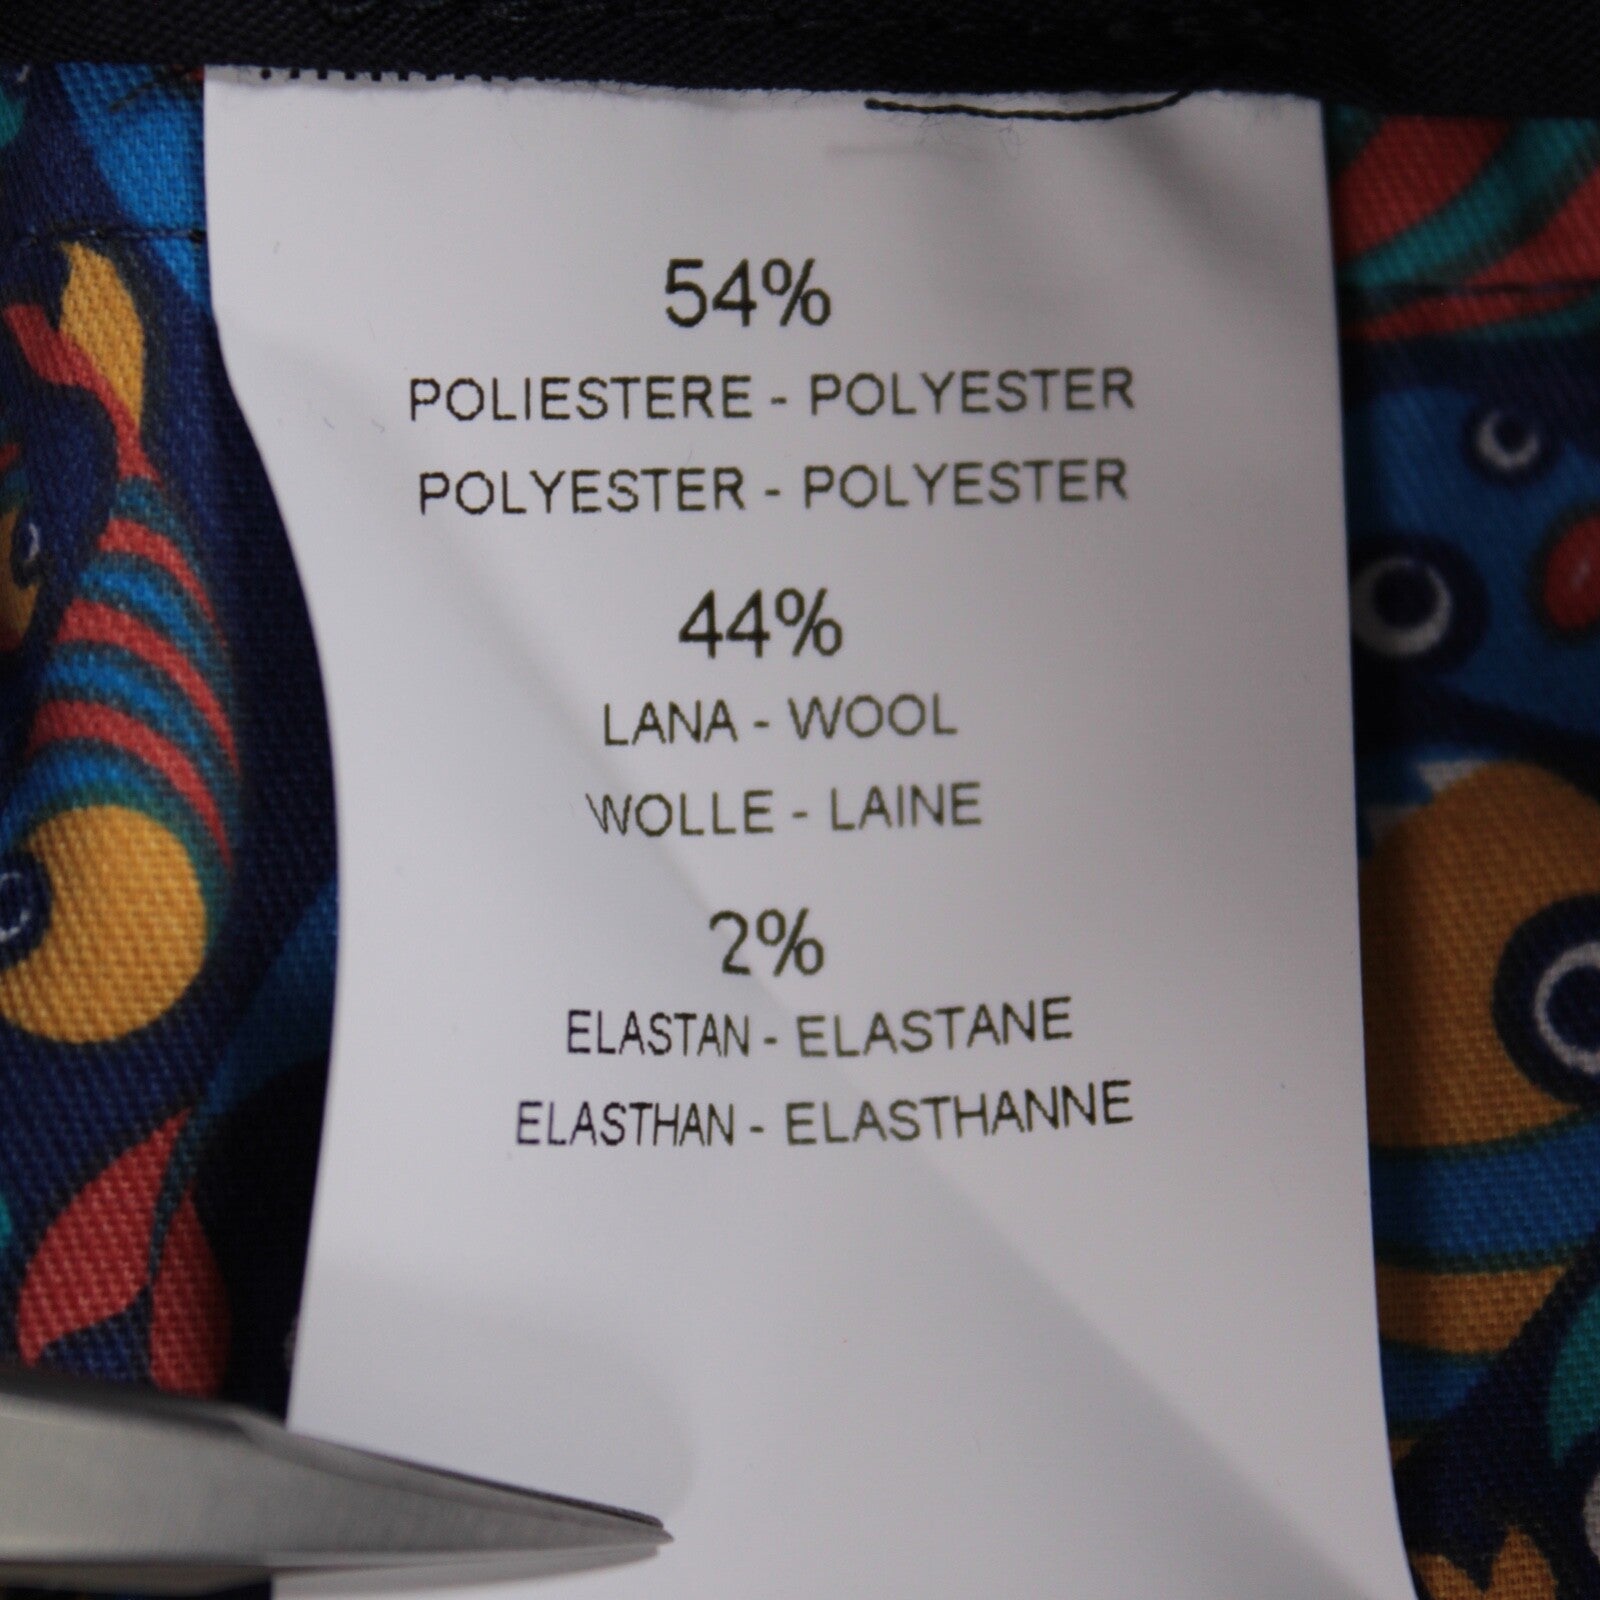 54%
POLIESTERE - POLYESTER
POLYESTER - POLYESTER
44%
LANA - WOOL
WOLLE - LAINE
2%
ELASTAN - ELASTANE
ELASTHAN - ELASTHANNE